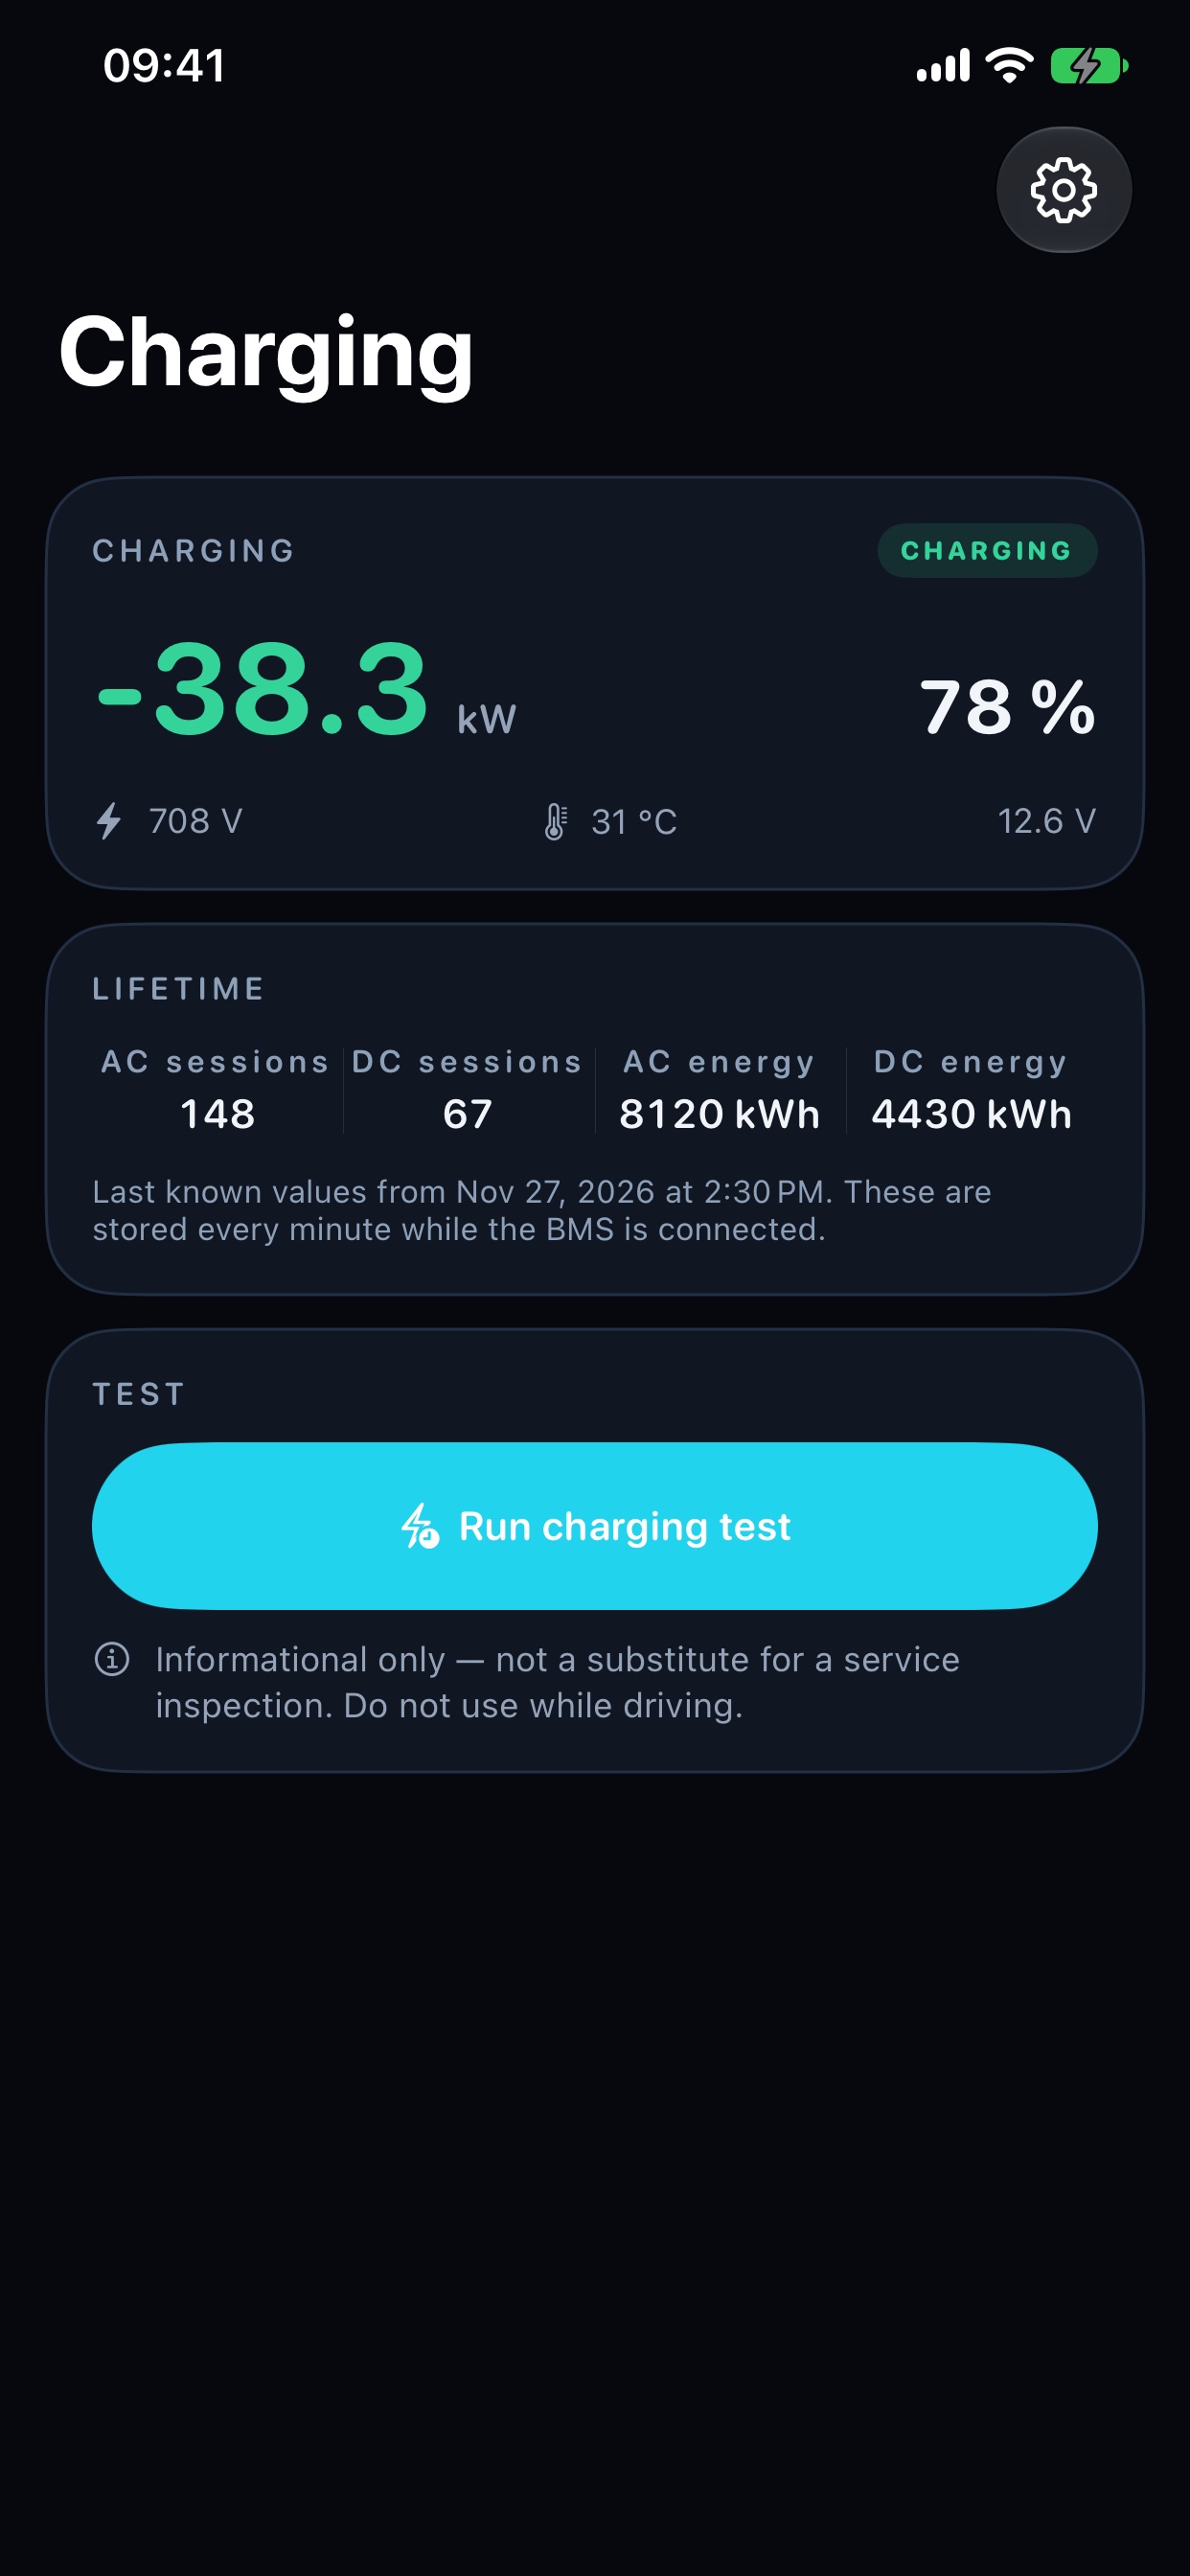 09:41
Charging
CHARGING
CHARGING
-38.3 kW
78 %
708 V
31 °C
12.6 V
LIFETIME
AC sessions
DC sessions
AC energy
DC energy
148
67
8120 kWh
4430 kWh
Last known values from Nov 27, 2026 at 2:30 PM. These are
stored every minute while the BMS is connected.
TEST
Run charging test
Informational only — not a substitute for a service
inspection. Do not use while driving.